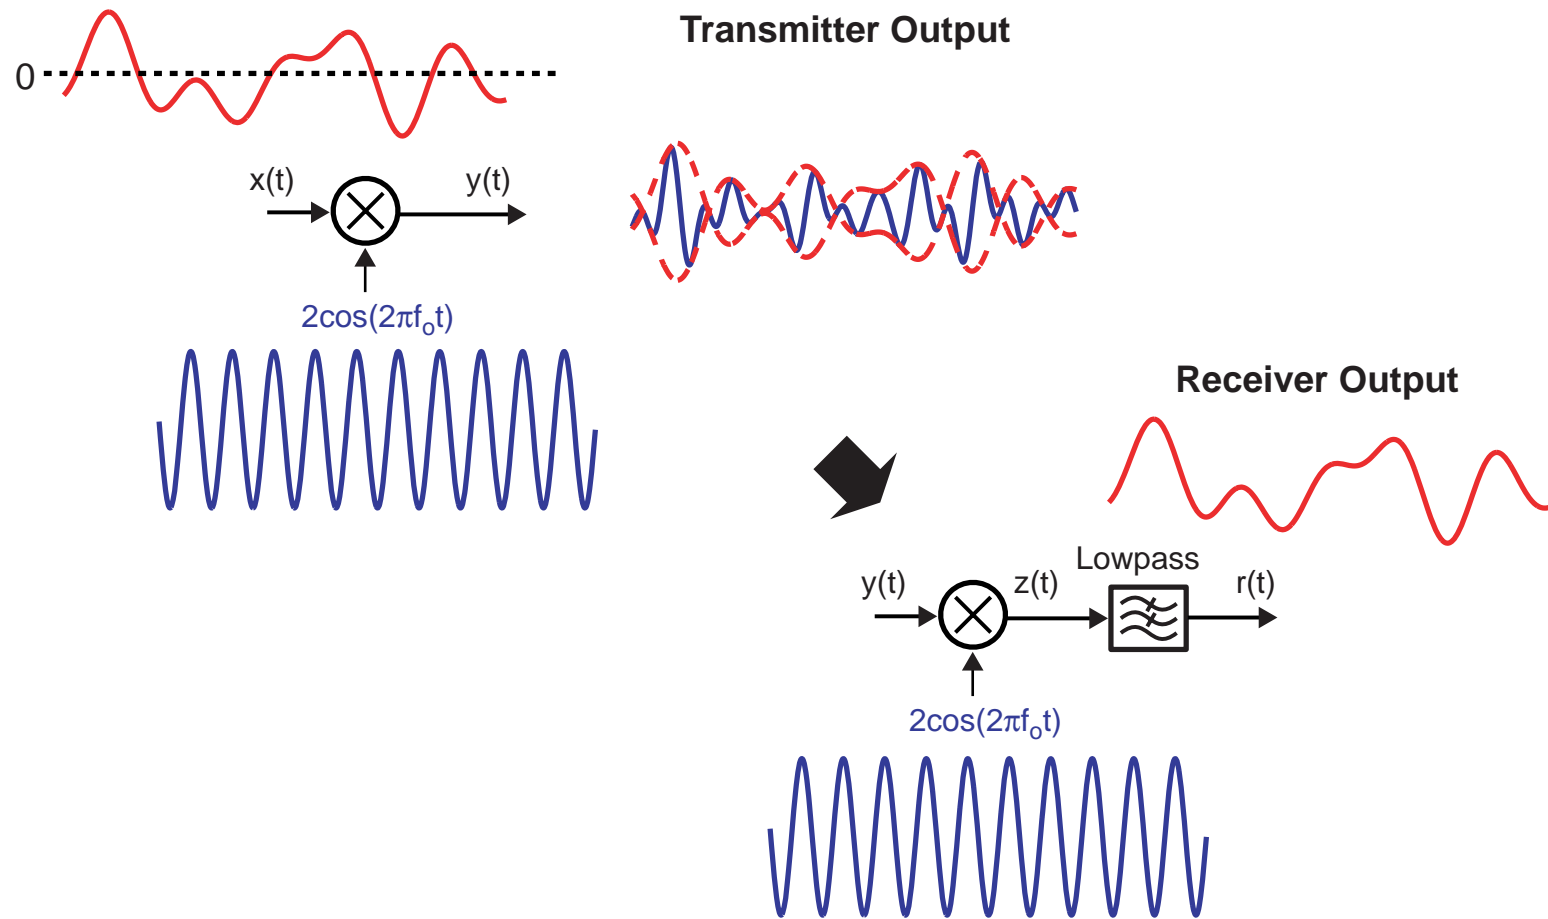 Transmitter Output
0
x(t) y(t)
2cos(2πfₒt)
Receiver Output
Lowpass
y(t) z(t) r(t)
2cos(2πfₒt)